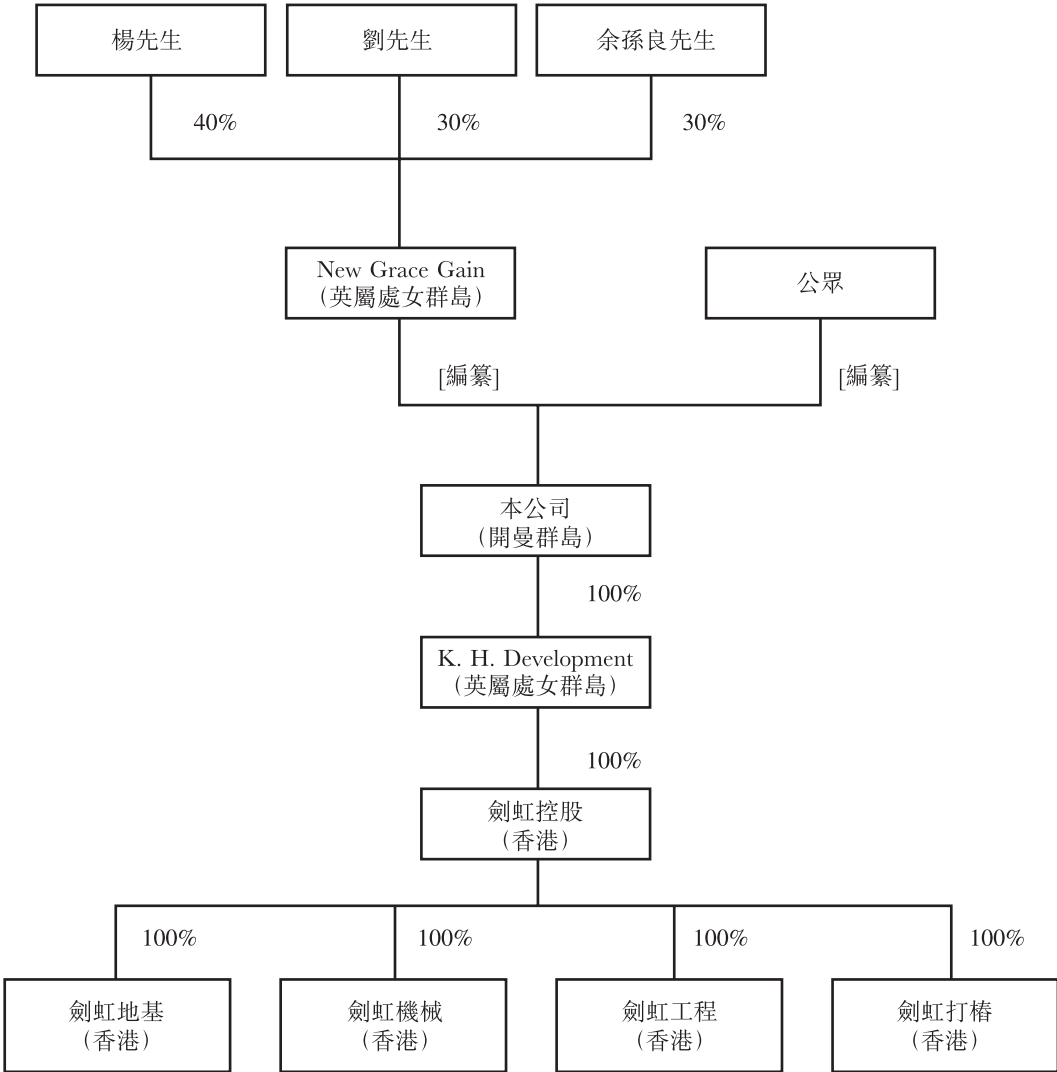 楊先生
劉先生
余孫良先生
40%
30%
30%
New Grace Gain
（英屬處女群島）
公眾
[編纂]
[編纂]
本公司
（開曼群島）
100%
K. H. Development
（英屬處女群島）
100%
劍虹控股
（香港）
100%
100%
100%
100%
劍虹地基
（香港）
劍虹機械
（香港）
劍虹工程
（香港）
劍虹打樁
（香港）